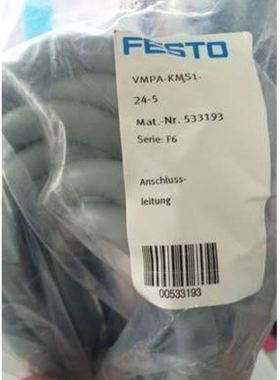 FESTO
VMPA-KMS1-
24-5
Mat.-Nr. 533193
Serie: F6
Anschluss-
leitung
00533193